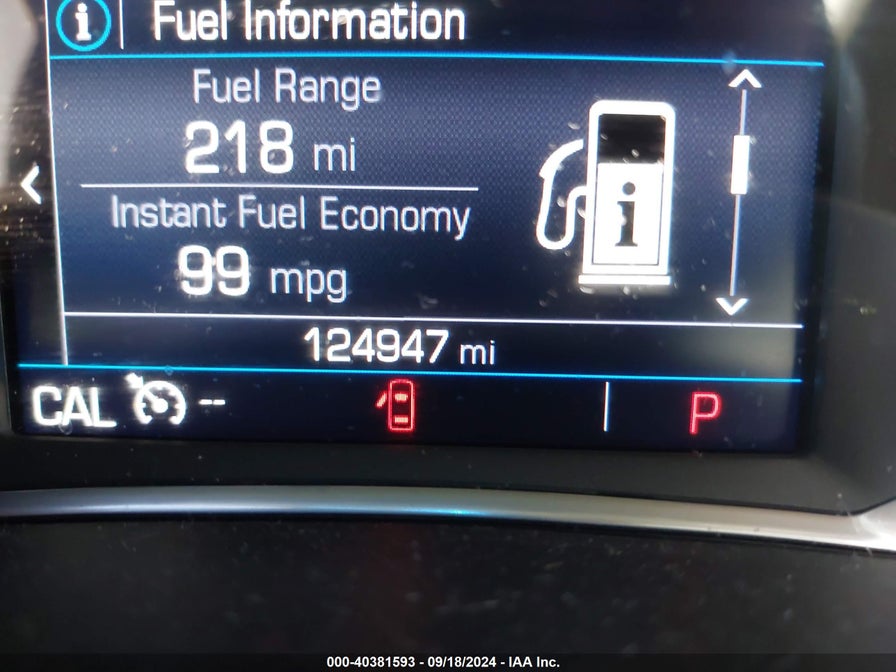 i Fuel Information
Fuel Range
218 mi
Instant Fuel Economy
99 mpg
i
124947 mi
CAL -- P
000-40381593 - 09/18/2024 - IAA Inc.